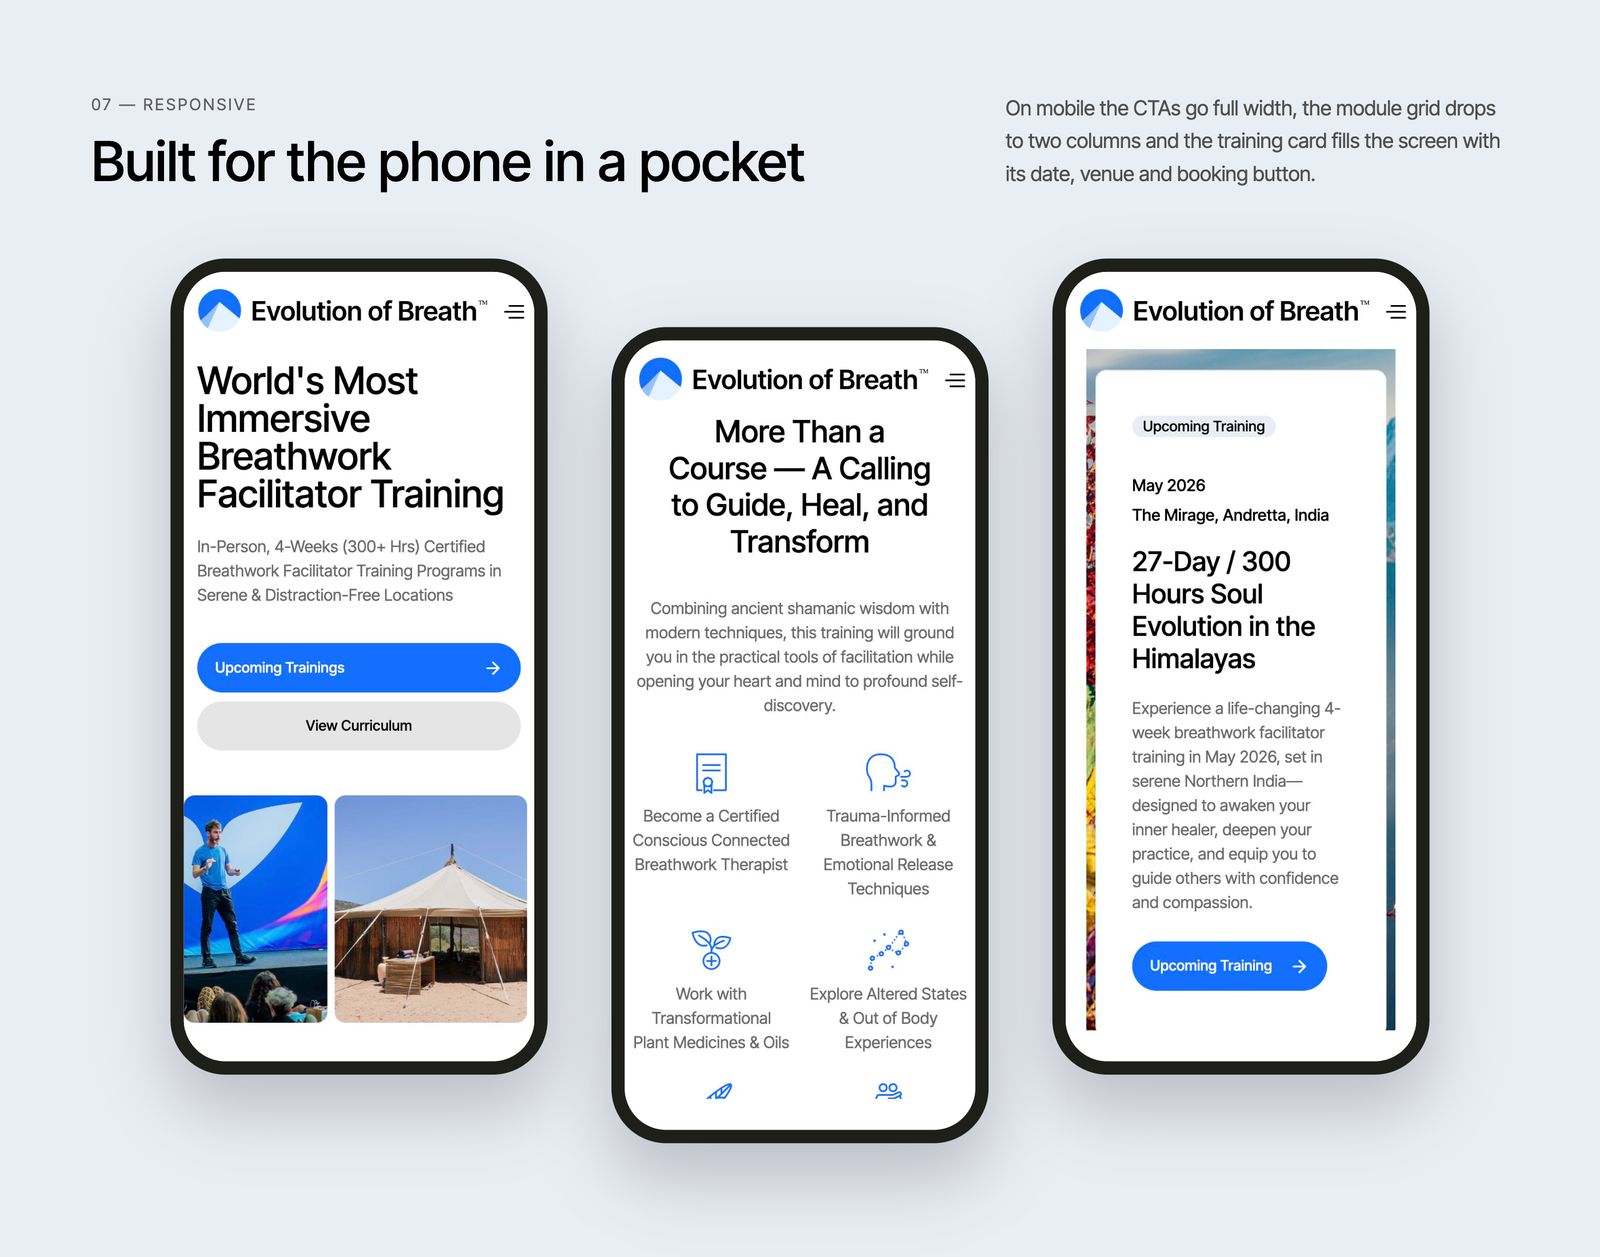 07 — RESPONSIVE
Built for the phone in a pocket
On mobile the CTAs go full width, the module grid drops
to two columns and the training card fills the screen with
its date, venue and booking button.
Evolution of Breath™
World's Most
Immersive
Breathwork
Facilitator Training
In-Person, 4-Weeks (300+ Hrs) Certified
Breathwork Facilitator Training Programs in
Serene & Distraction-Free Locations
Upcoming Trainings
View Curriculum
Evolution of Breath™
More Than a
Course — A Calling
to Guide, Heal, and
Transform
Combining ancient shamanic wisdom with
modern techniques, this training will ground
you in the practical tools of facilitation while
opening your heart and mind to profound self-
discovery.
Become a Certified
Conscious Connected
Breathwork Therapist
Trauma-Informed
Breathwork &
Emotional Release
Techniques
Work with
Transformational
Plant Medicines & Oils
Explore Altered States
& Out of Body
Experiences
Evolution of Breath™
Upcoming Training
May 2026
The Mirage, Andretta, India
27-Day / 300
Hours Soul
Evolution in the
Himalayas
Experience a life-changing 4-
week breathwork facilitator
training in May 2026, set in
serene Northern India—
designed to awaken your
inner healer, deepen your
practice, and equip you to
guide others with confidence
and compassion.
Upcoming Training